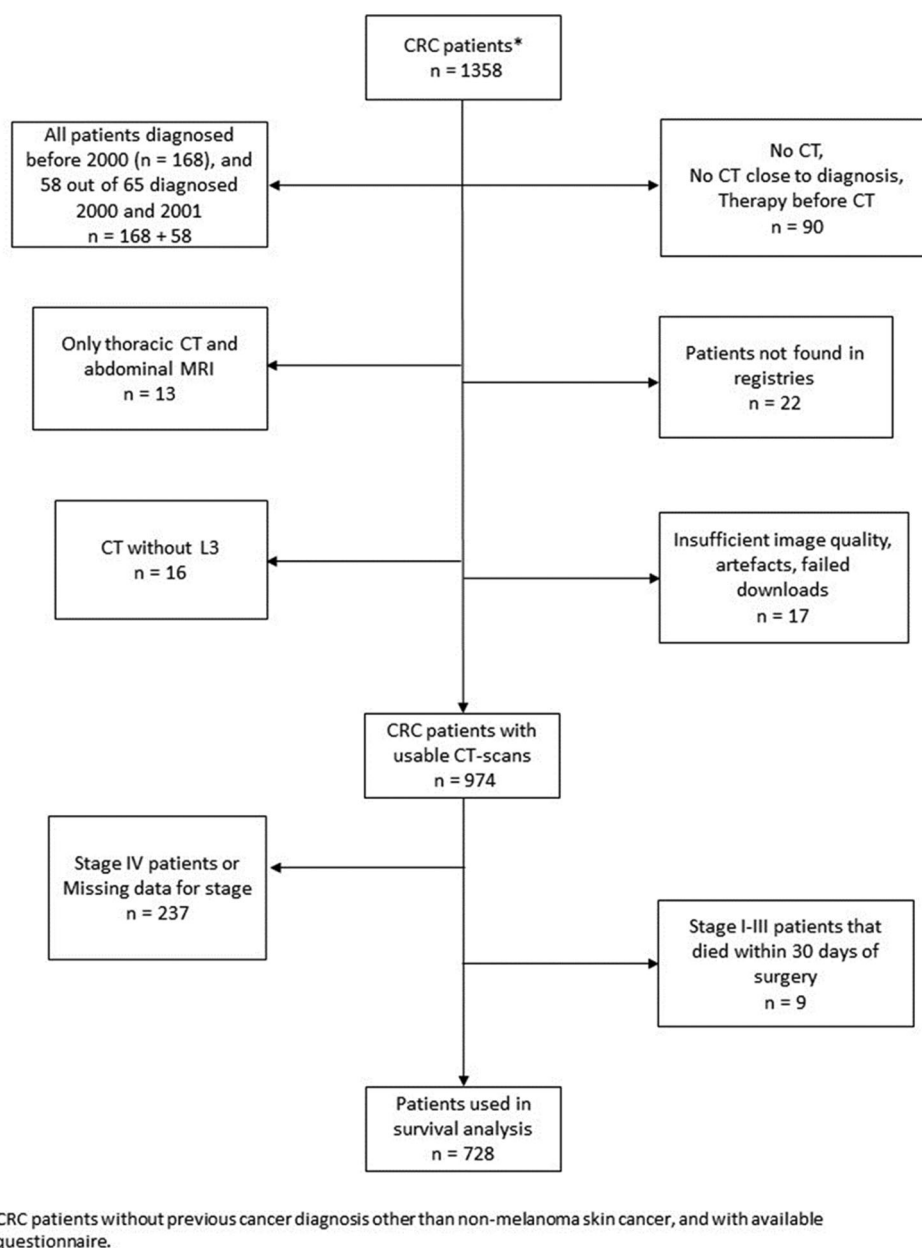 CRC patients*
n = 1358
All patients diagnosed
before 2000 (n = 168), and
58 out of 65 diagnosed
2000 and 2001
n = 168 + 58
No CT,
No CT close to diagnosis,
Therapy before CT
n = 90
Only thoracic CT and
abdominal MRI
n = 13
Patients not found in
registries
n = 22
CT without L3
n = 16
Insufficient image quality,
artefacts, failed
downloads
n = 17
CRC patients with
usable CT-scans
n = 974
Stage IV patients or
Missing data for stage
n = 237
Stage I-III patients that
died within 30 days of
surgery
n = 9
Patients used in
survival analysis
n = 728
CRC patients without previous cancer diagnosis other than non-melanoma skin cancer, and with available
questionnaire.